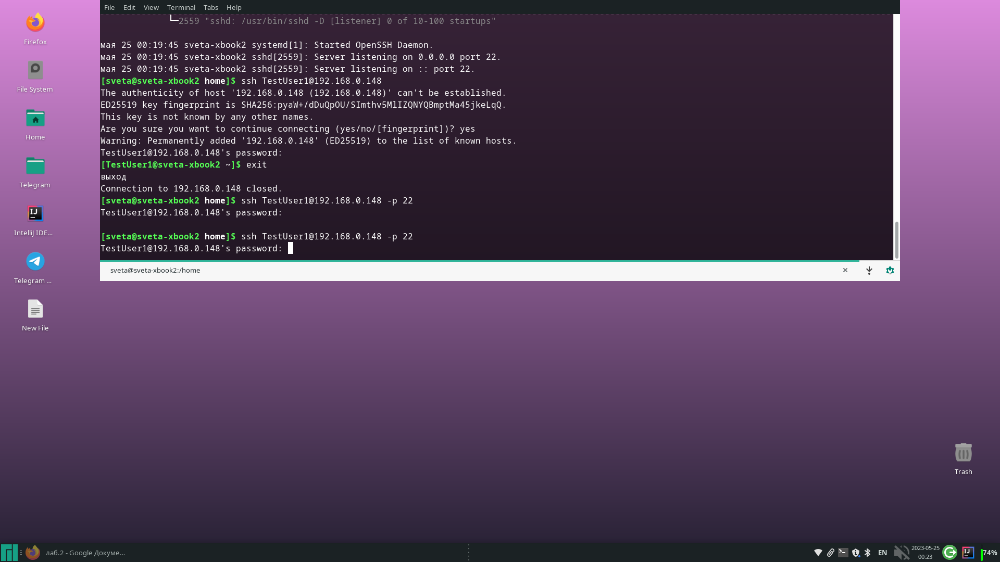 File Edit View Terminal Tabs Help
└─2559 "sshd: /usr/bin/sshd -D [listener] 0 of 10-100 startups"
мая 25 00:19:45 sveta-xbook2 systemd[1]: Started OpenSSH Daemon.
мая 25 00:19:45 sveta-xbook2 sshd[2559]: Server listening on 0.0.0.0 port 22.
мая 25 00:19:45 sveta-xbook2 sshd[2559]: Server listening on :: port 22.
[sveta@sveta-xbook2 home]$ ssh TestUser1@192.168.0.148
The authenticity of host '192.168.0.148 (192.168.0.148)' can't be established.
ED25519 key fingerprint is SHA256:pyaW+/dDuQpOU/SImthv5MlIZQNYQBmptMa45jkeLqQ.
This key is not known by any other names.
Are you sure you want to continue connecting (yes/no/[fingerprint])? yes
Warning: Permanently added '192.168.0.148' (ED25519) to the list of known hosts.
TestUser1@192.168.0.148's password:
[TestUser1@sveta-xbook2 ~]$ exit
выход
Connection to 192.168.0.148 closed.
[sveta@sveta-xbook2 home]$ ssh TestUser1@192.168.0.148 -p 22
TestUser1@192.168.0.148's password:
[sveta@sveta-xbook2 home]$ ssh TestUser1@192.168.0.148 -p 22
TestUser1@192.168.0.148's password:
sveta@sveta-xbook2:/home
Firefox
File System
Home
Telegram
IJ
IntelliJ IDE...
Telegram ...
New File
Trash
лаб.2 - Google Докуме...
EN
2023-05-25
00:23
IJ
74%